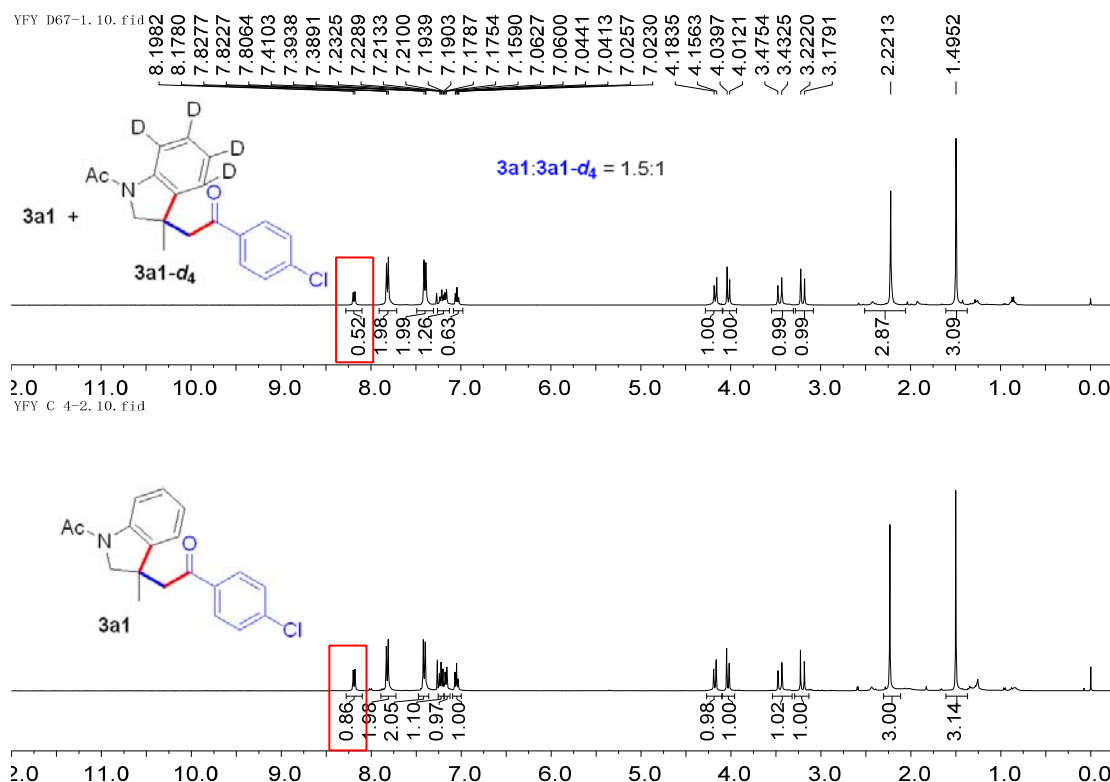 YFY D67-1.10.fid
8.1982
8.1780
7.8277
7.8227
7.8064
7.4103
7.3938
7.3891
7.2325
7.2289
7.2133
7.2100
7.1939
7.1903
7.1787
7.1754
7.1590
7.0627
7.0600
7.0441
7.0413
7.0257
7.0230
4.1835
4.1563
4.0397
4.0121
3.4754
3.4325
3.2220
3.1791
2.2213
1.4952
D
D
D
D
Ac
N
O
Cl
3a1 +
3a1-d4
3a1:3a1-d4 = 1.5:1
0.52
1.98
1.99
1.26
0.63
1.00
1.00
0.99
0.99
2.87
3.09
2.0 11.0 10.0 9.0 8.0 7.0 6.0 5.0 4.0 3.0 2.0 1.0 0.0
YFY C 4-2.10.fid
Ac
N
O
Cl
3a1
0.86
1.98
2.05
1.10
0.97
1.00
0.98
1.00
1.02
1.00
3.00
3.14
2.0 11.0 10.0 9.0 8.0 7.0 6.0 5.0 4.0 3.0 2.0 1.0 0.0